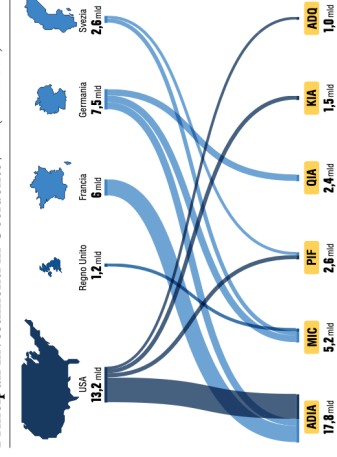 USA
13,2 mld
Regno Unito
1,2 mld
Francia
6 mld
Germania
7,5 mld
Svezia
2,6 mld
ADIA
17,8 mld
MIC
5,2 mld
PIF
2,6 mld
QIA
2,4 mld
KIA
1,5 mld
ADQ
1,0 mld